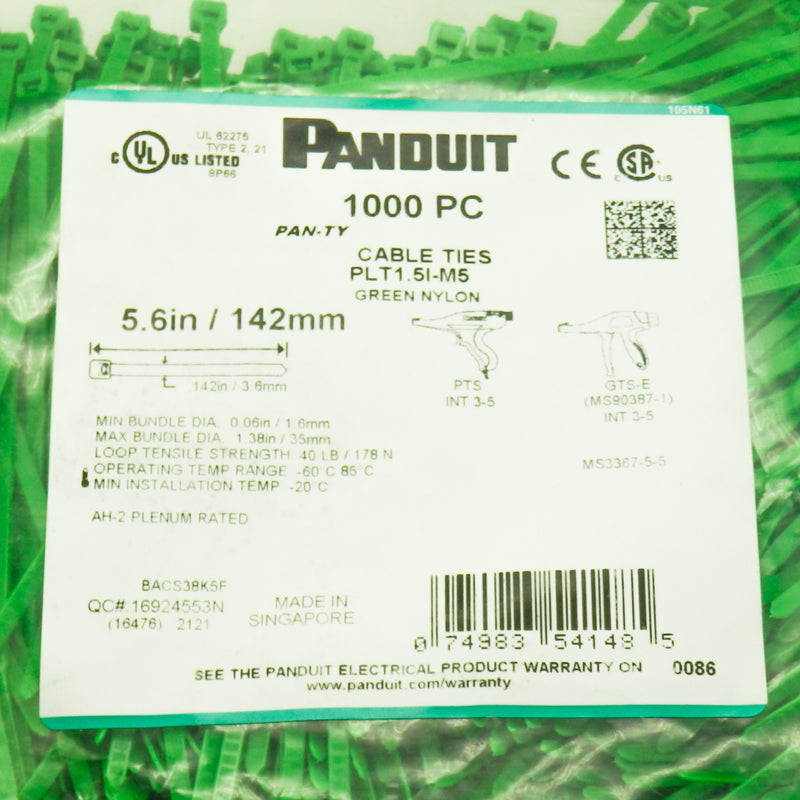 105N61
UL 62275
TYPE 2, 21
C UL US LISTED
8P66
PANDUIT
CE
C SA US
1000 PC
PAN-TY
CABLE TIES
PLT1.5I-M5
GREEN NYLON
5.6in / 142mm
.142in / 3.6mm
PTS
INT 3-5
GTS-E
(MS90387-1)
INT 3-5
MIN BUNDLE DIA. 0.06in / 1.6mm
MAX BUNDLE DIA. 1.38in / 35mm
LOOP TENSILE STRENGTH 40 LB / 178 N
OPERATING TEMP RANGE -60°C 85°C
MIN INSTALLATION TEMP -20°C
MS3367-5-5
AH-2 PLENUM RATED
BACS38K5F
QC#:16924553N
(16476) 2121
MADE IN
SINGAPORE
0 74983 54148 5
SEE THE PANDUIT ELECTRICAL PRODUCT WARRANTY ON 0086
www.panduit.com/warranty